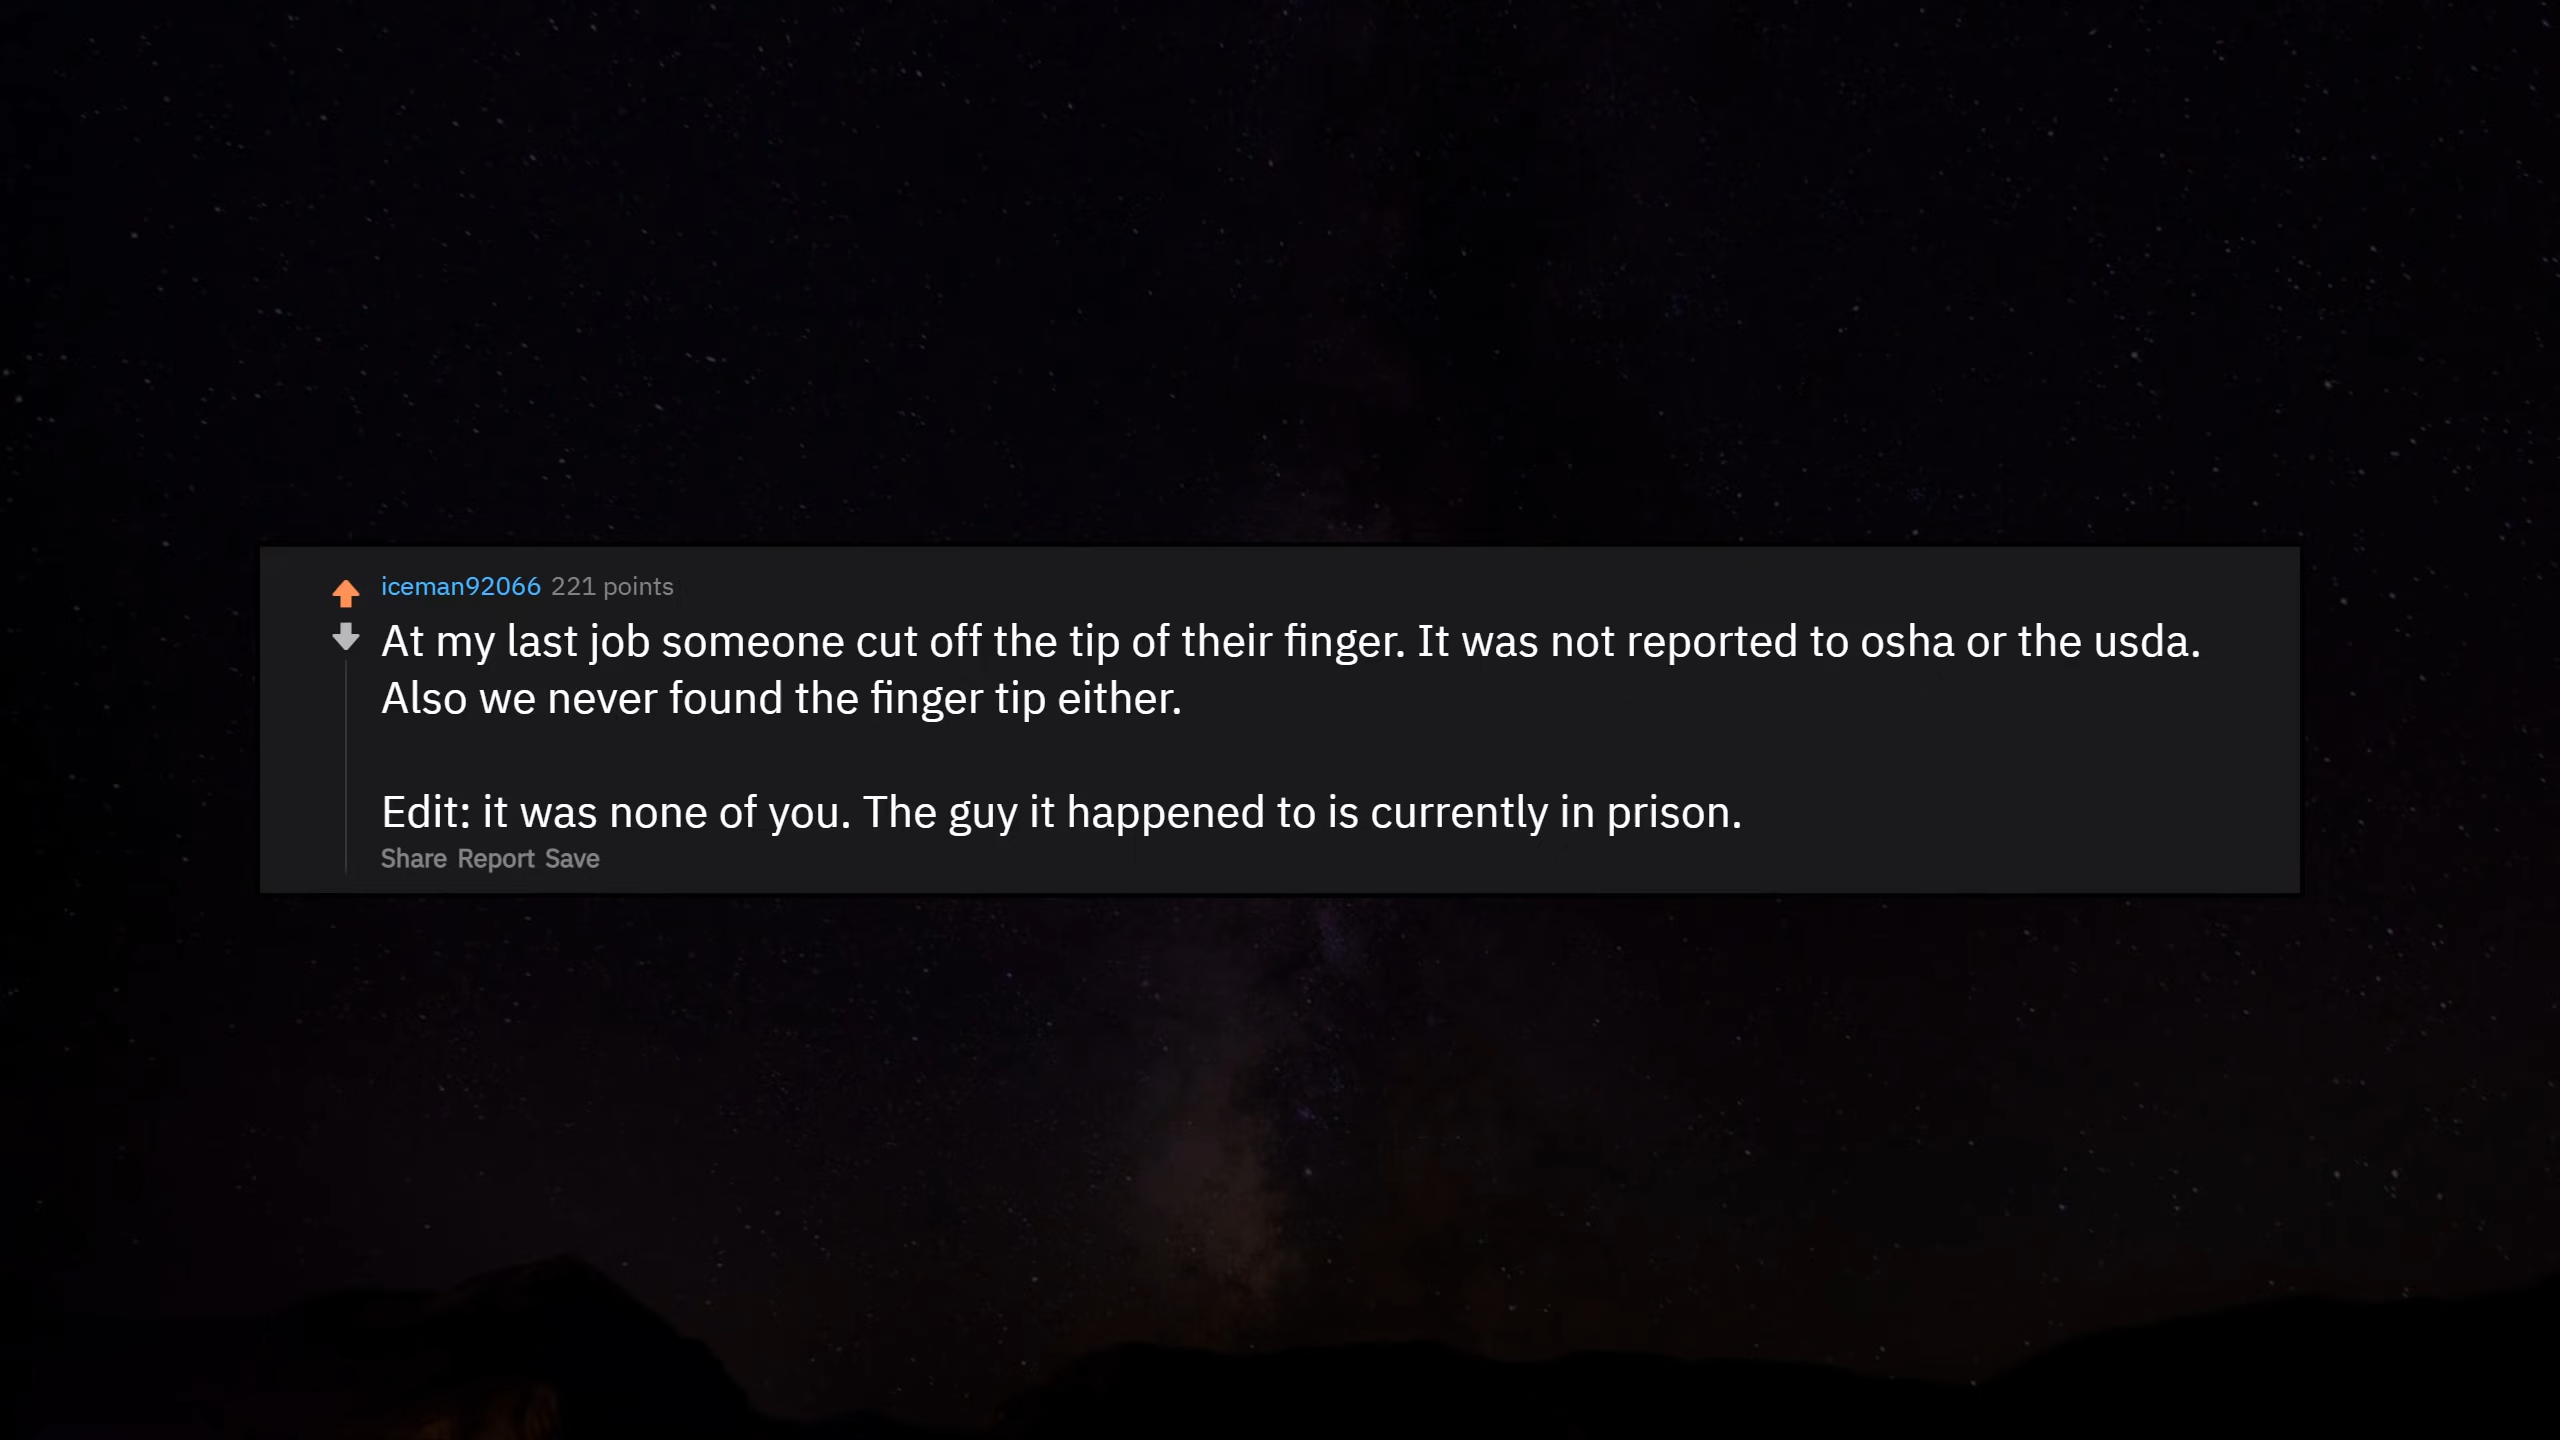 iceman92066 221 points
At my last job someone cut off the tip of their finger. It was not reported to osha or the usda.
Also we never found the finger tip either.
Edit: it was none of you. The guy it happened to is currently in prison.
Share Report Save